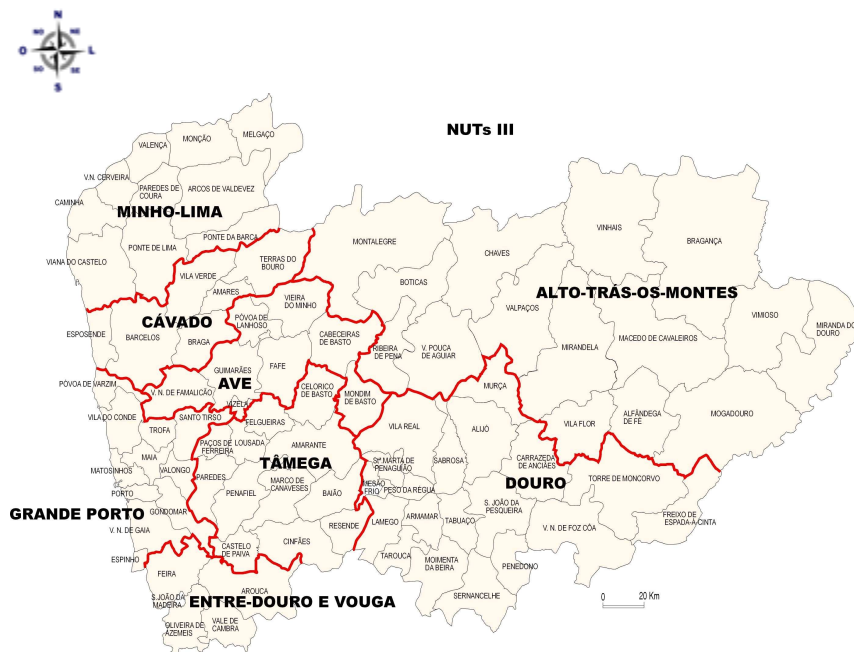 N
NO
NE
O
L
SO
SE
S
NUTs III
MELGAÇO
MONÇÃO
VALENÇA
V.N. CERVEIRA
PAREDES DE
COURA
ARCOS DE VALDEVEZ
CAMINHA
MINHO-LIMA
PONTE DA BARCA
PONTE DE LIMA
VIANA DO CASTELO
TERRAS DO
BOURO
VILA VERDE
AMARES
MONTALEGRE
CHAVES
VINHAIS
BRAGANÇA
BOTICAS
ALTO-TRÁS-OS-MONTES
VALPAÇOS
VIMIOSO
MIRANDA DO
DOURO
VIEIRA
DO MINHO
PÓVOA DE
LANHOSO
CÁVADO
ESPOSENDE
BARCELOS
BRAGA
CABECEIRAS
DE BASTO
RIBEIRA
DE PENA
V. POUCA
DE AGUIAR
MIRANDELA
MACEDO DE CAVALEIROS
GUIMARÃES
FAFE
AVE
PÓVOA DE VARZIM
V. N. DE FAMALICÃO
VIZELA
CELORICO
DE BASTO
MONDIM
DE BASTO
MURÇA
MOGADOURO
ALFÂNDEGA
DE FÉ
VILA FLOR
VILA DO CONDE
SANTO TIRSO
TROFA
FELGUEIRAS
VILA REAL
ALIJÓ
PAÇOS DE
FERREIRA
LOUSADA
AMARANTE
MAIA
VALONGO
MATOSINHOS
TÂMEGA
Stª MARTA DE
PENAGUIÃO
SABROSA
CARRAZEDA
DE ANCIÃES
PAREDES
PENAFIEL
MARCO DE
CANAVESES
BAIÃO
MESÃO
FRIO
PESO DA RÉGUA
DOURO
TORRE DE MONCORVO
PORTO
GONDOMAR
GRANDE PORTO
V. N. DE GAIA
S. JOÃO DA
PESQUEIRA
RESENDE
LAMEGO
ARMAMAR
TABUAÇO
V. N. DE FOZ CÔA
FREIXO DE
ESPADA-À-CINTA
ESPINHO
CASTELO
DE PAIVA
CINFÃES
TAROUCA
MOIMENTA
DA BEIRA
PENEDONO
FEIRA
AROUCA
SERNANCELHE
S.JOÃO DA
MADEIRA
ENTRE-DOURO E VOUGA
OLIVEIRA DE
AZEMEIS
VALE DE
CAMBRA
0
20 Km